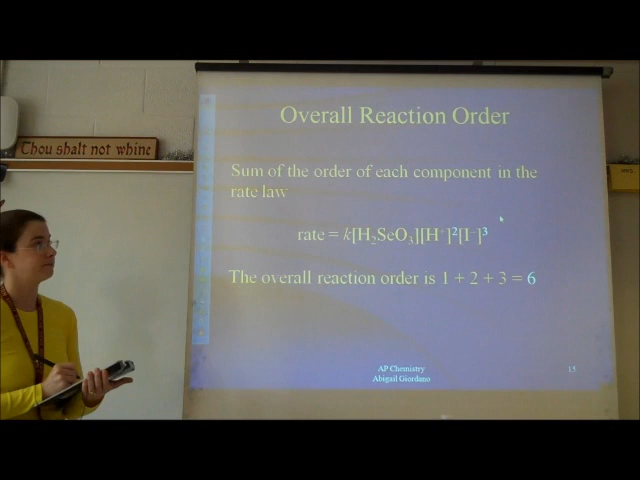 Thou shalt not whine
Overall Reaction Order
Sum of the order of each component in the
rate law
rate = k[H₂SeO₃][H⁺]²[I⁻]³
The overall reaction order is 1 + 2 + 3 = 6
AP Chemistry
Abigail Giordano
15